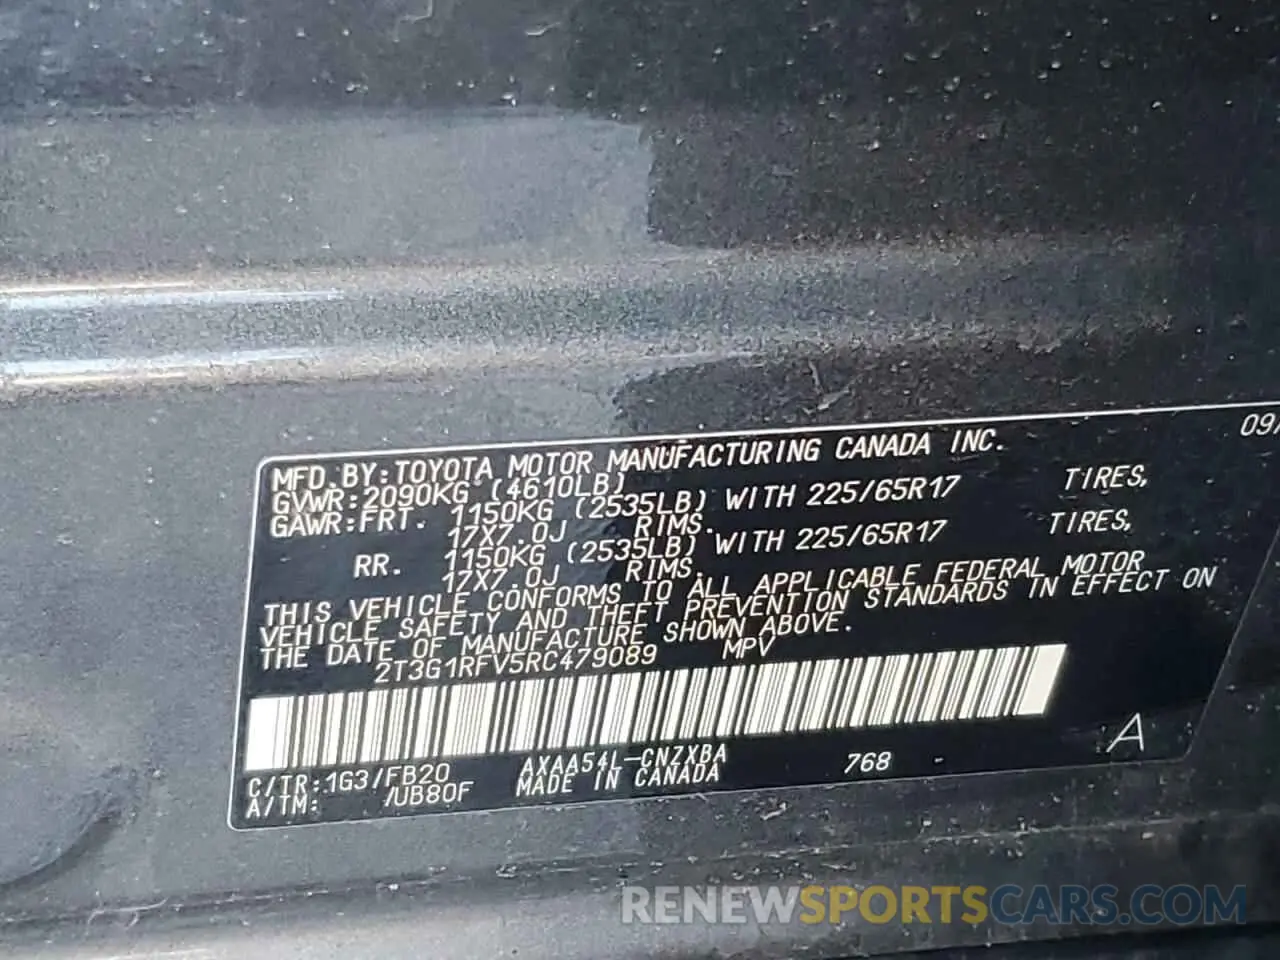 09/
MFD.BY:TOYOTA MOTOR MANUFACTURING CANADA INC.
GVWR:2090KG (4610LB)
GAWR:FRT. 1150KG (2535LB) WITH 225/65R17 TIRES,
17X7.0J RIMS.
RR. 1150KG (2535LB) WITH 225/65R17 TIRES,
17X7.0J RIMS.
THIS VEHICLE CONFORMS TO ALL APPLICABLE FEDERAL MOTOR
VEHICLE SAFETY AND THEFT PREVENTION STANDARDS IN EFFECT ON
THE DATE OF MANUFACTURE SHOWN ABOVE.
2T3G1RFV5RC479089 MPV
C/TR:1G3/FB20 AXAA54L-CNZXBA 768 A
A/TM: /UB80F MADE IN CANADA
RENEWSPORTSCARS.COM